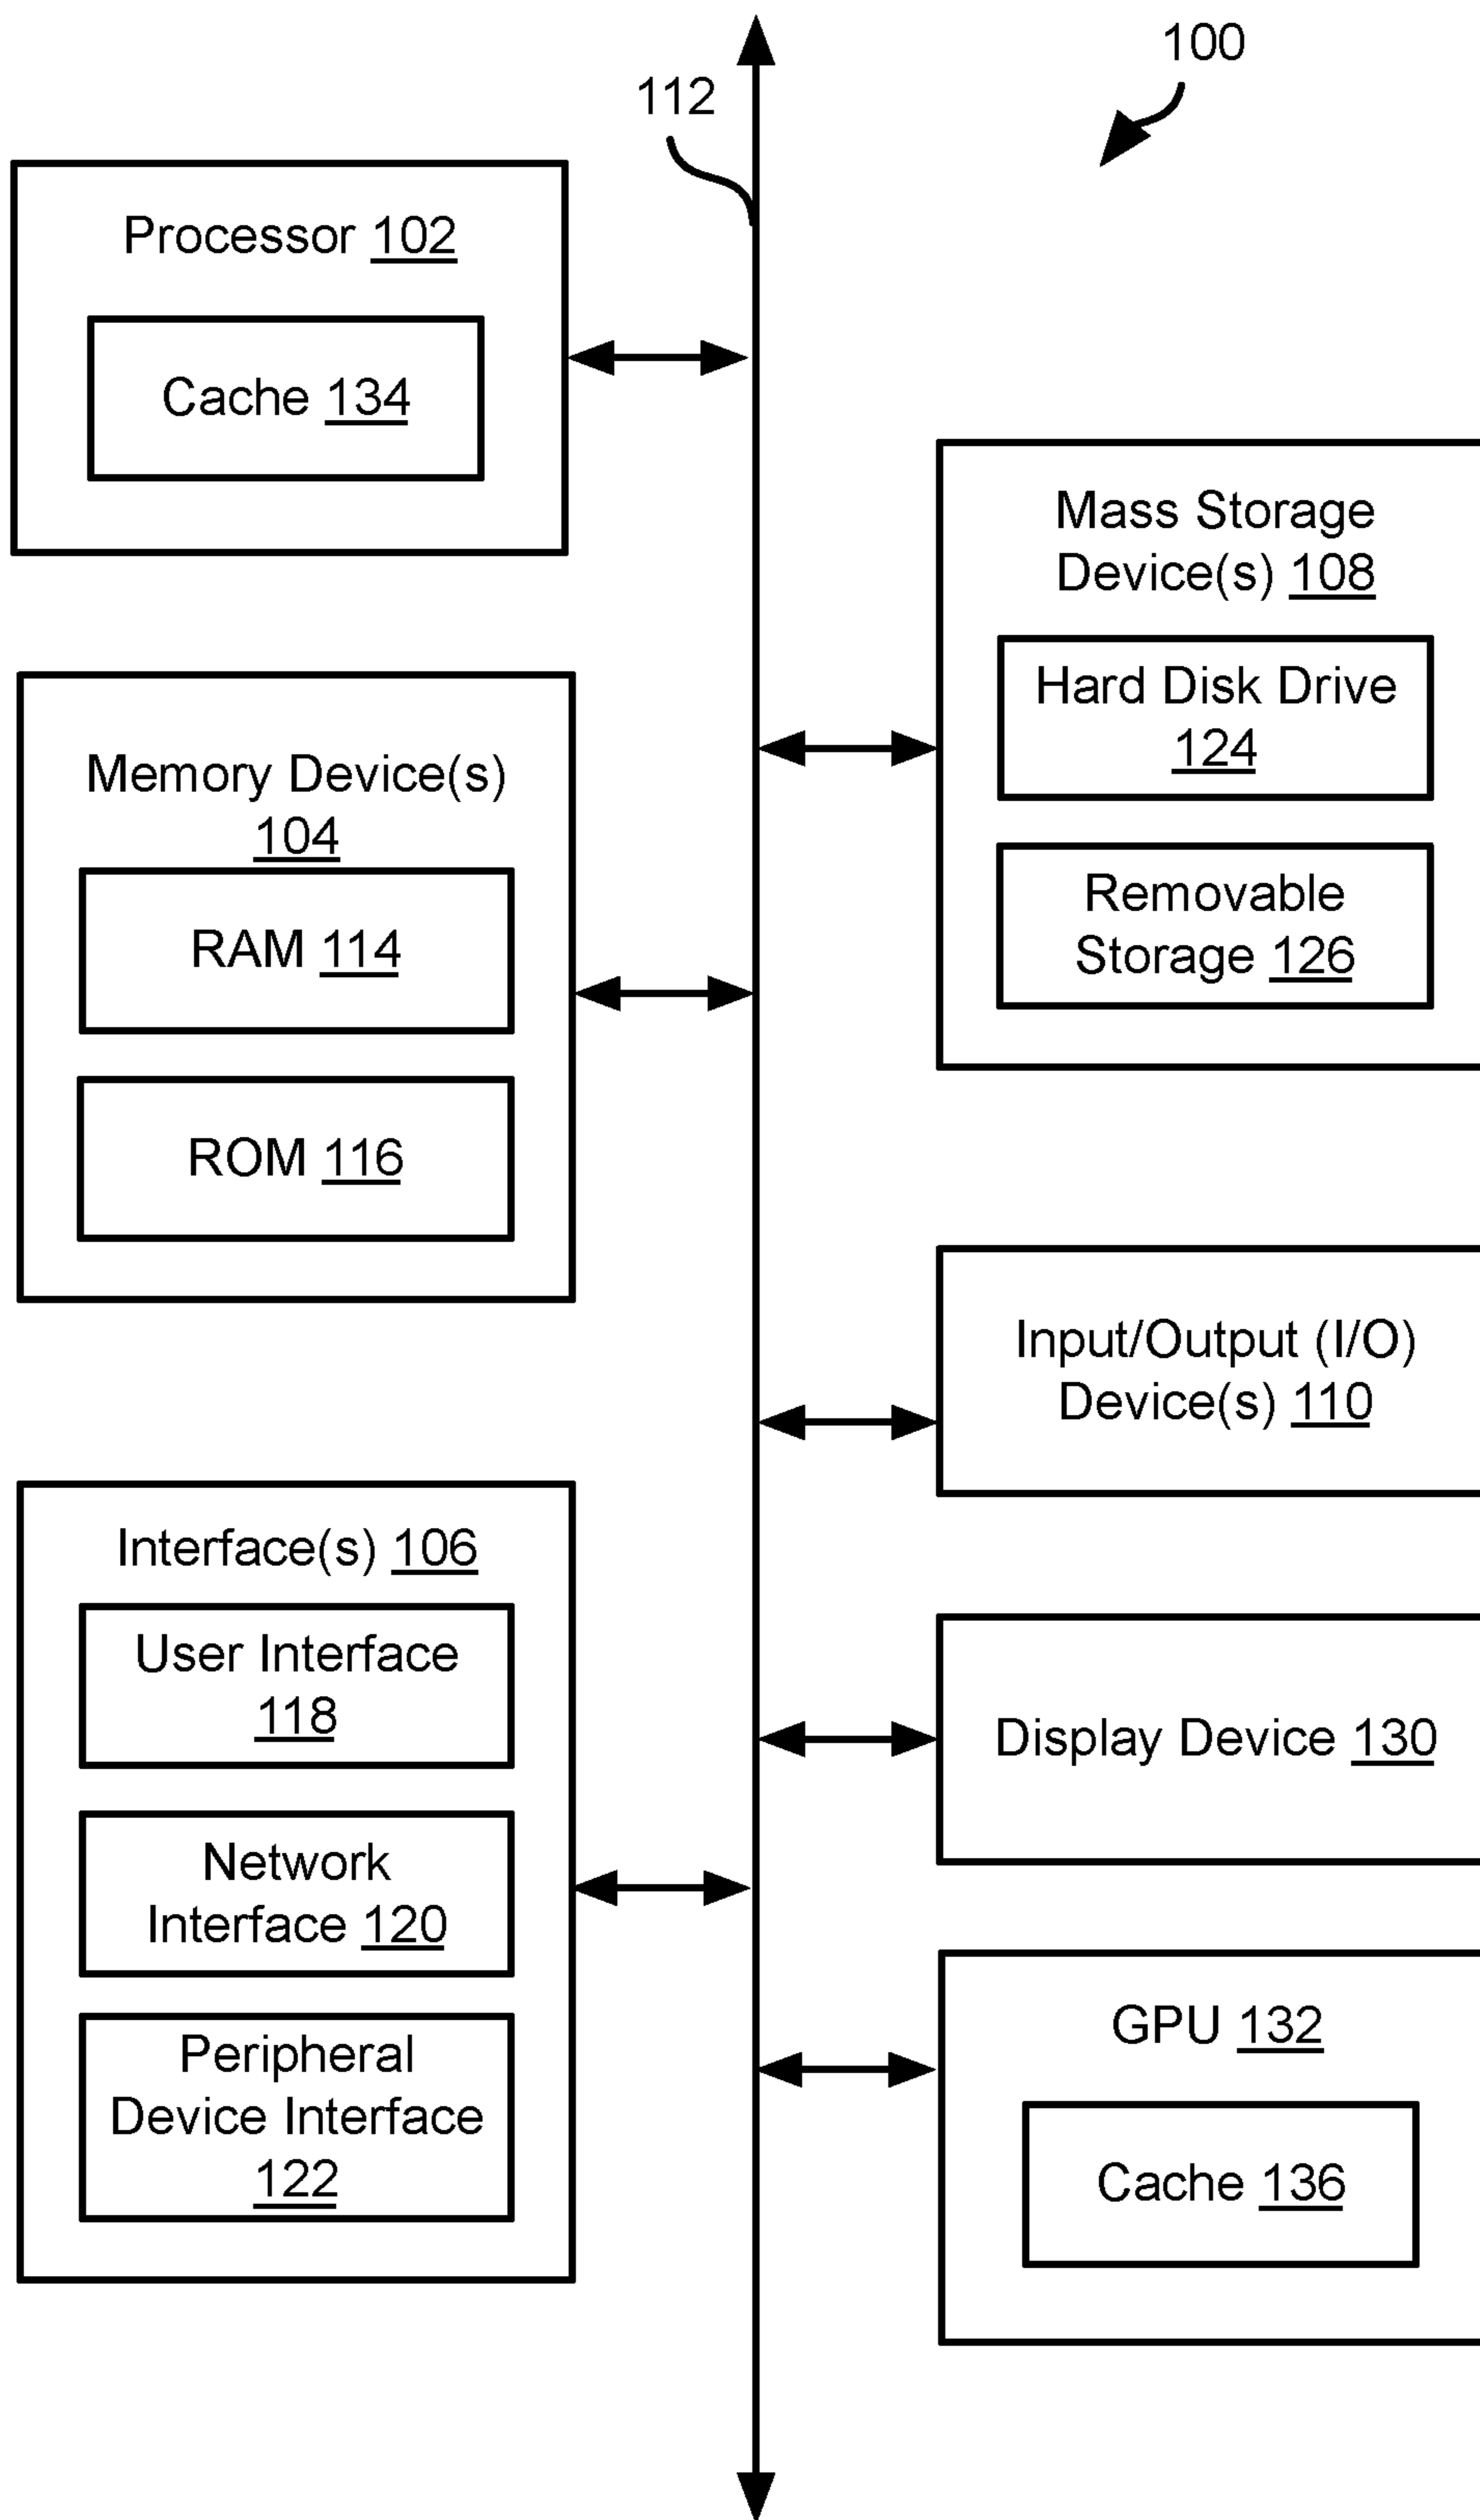 100
112
Processor 102
Cache 134
Mass Storage
Device(s) 108
Hard Disk Drive
124
Removable
Storage 126
Memory Device(s)
104
RAM 114
ROM 116
Input/Output (I/O)
Device(s) 110
Interface(s) 106
User Interface
118
Network
Interface 120
Peripheral
Device Interface
122
Display Device 130
GPU 132
Cache 136